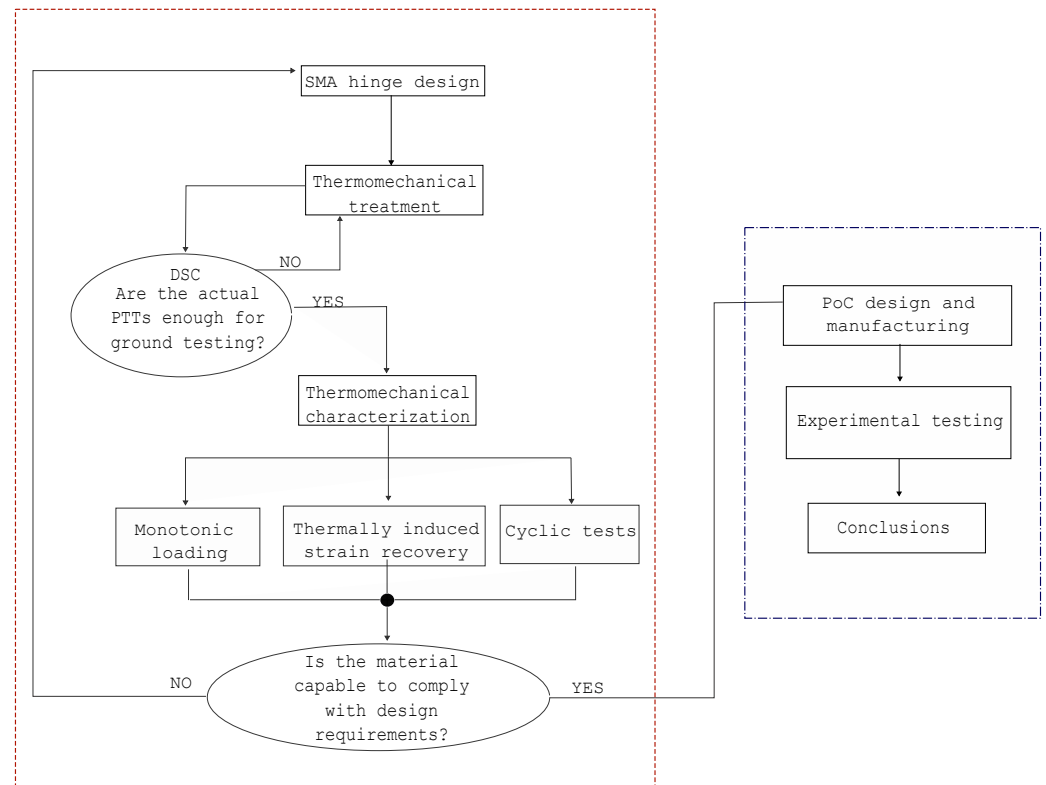 SMA hinge design
Thermomechanical
treatment
NO
DSC
Are the actual
PTTs enough for
ground testing?
YES
Thermomechanical
characterization
Monotonic
loading
Thermally induced
strain recovery
Cyclic tests
Is the material
capable to comply
with design
requirements?
NO
YES
PoC design and
manufacturing
Experimental testing
Conclusions